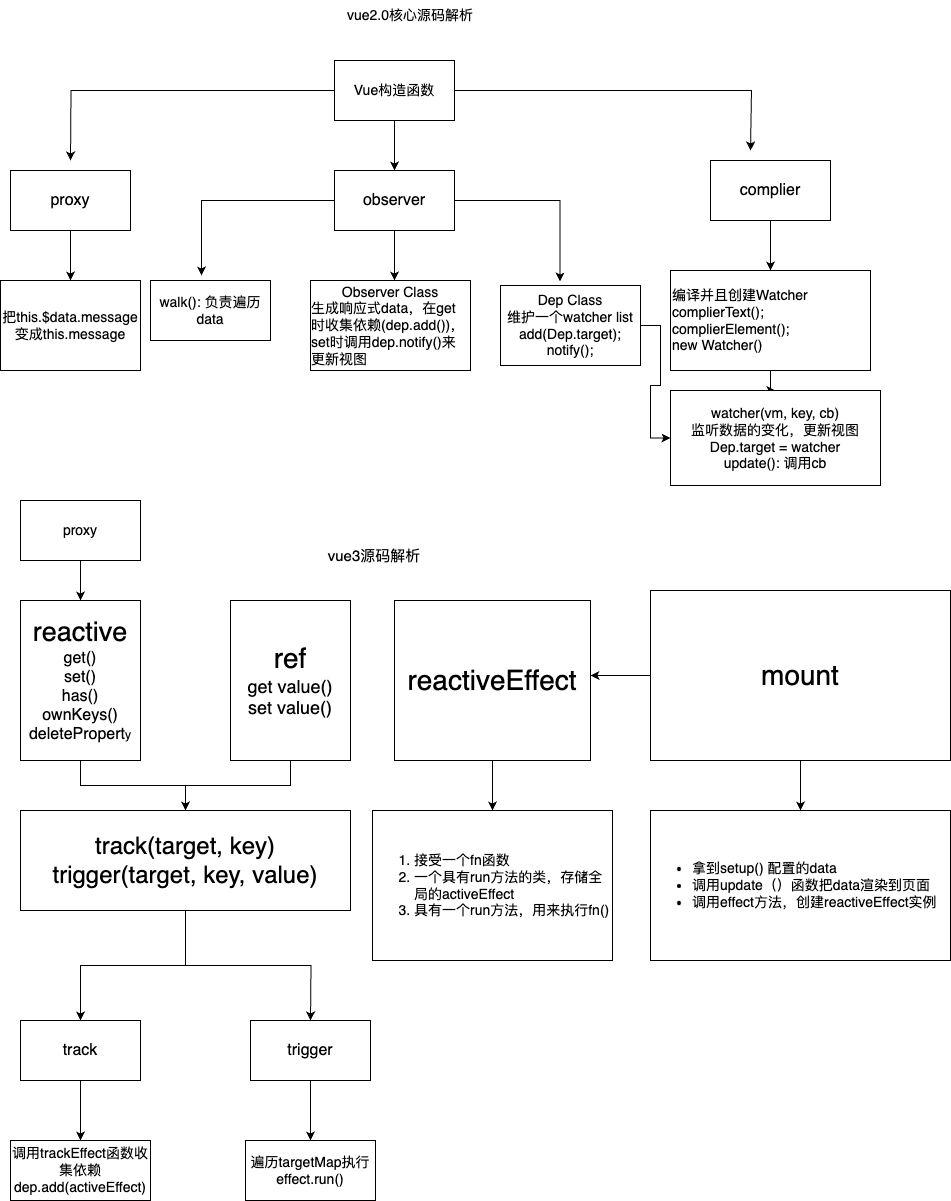 vue2.0核心源码解析
Vue构造函数
proxy
observer
complier
把this.$data.message
变成this.message
walk(): 负责遍历
data
Observer Class
生成响应式data，在get
时收集依赖(dep.add()),
set时调用dep.notify()来
更新视图
Dep Class
维护一个watcher list
add(Dep.target);
notify();
编译并且创建Watcher
complierText();
complierElement();
new Watcher()
watcher(vm, key, cb)
监听数据的变化，更新视图
Dep.target = watcher
update(): 调用cb
proxy
vue3源码解析
reactive
get()
set()
has()
ownKeys()
deleteProperty
ref
get value()
set value()
reactiveEffect
mount
track(target, key)
trigger(target, key, value)
1. 接受一个fn函数
2. 一个具有run方法的类，存储全
局的activeEffect
3. 具有一个run方法，用来执行fn()
• 拿到setup() 配置的data
• 调用update（）函数把data渲染到页面
• 调用effect方法，创建reactiveEffect实例
track
trigger
调用trackEffect函数收
集依赖
dep.add(activeEffect)
遍历targetMap执行
effect.run()